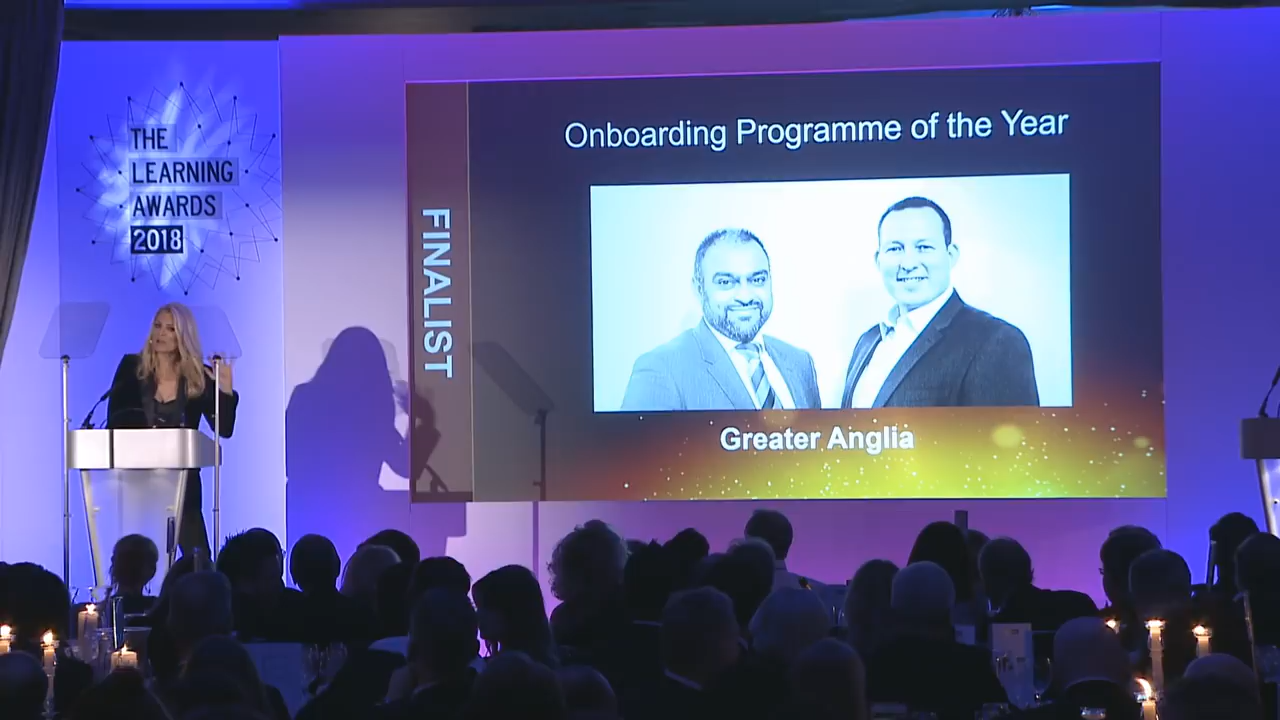 THE
LEARNING
AWARDS
2018
FINALIST
Onboarding Programme of the Year
Greater Anglia